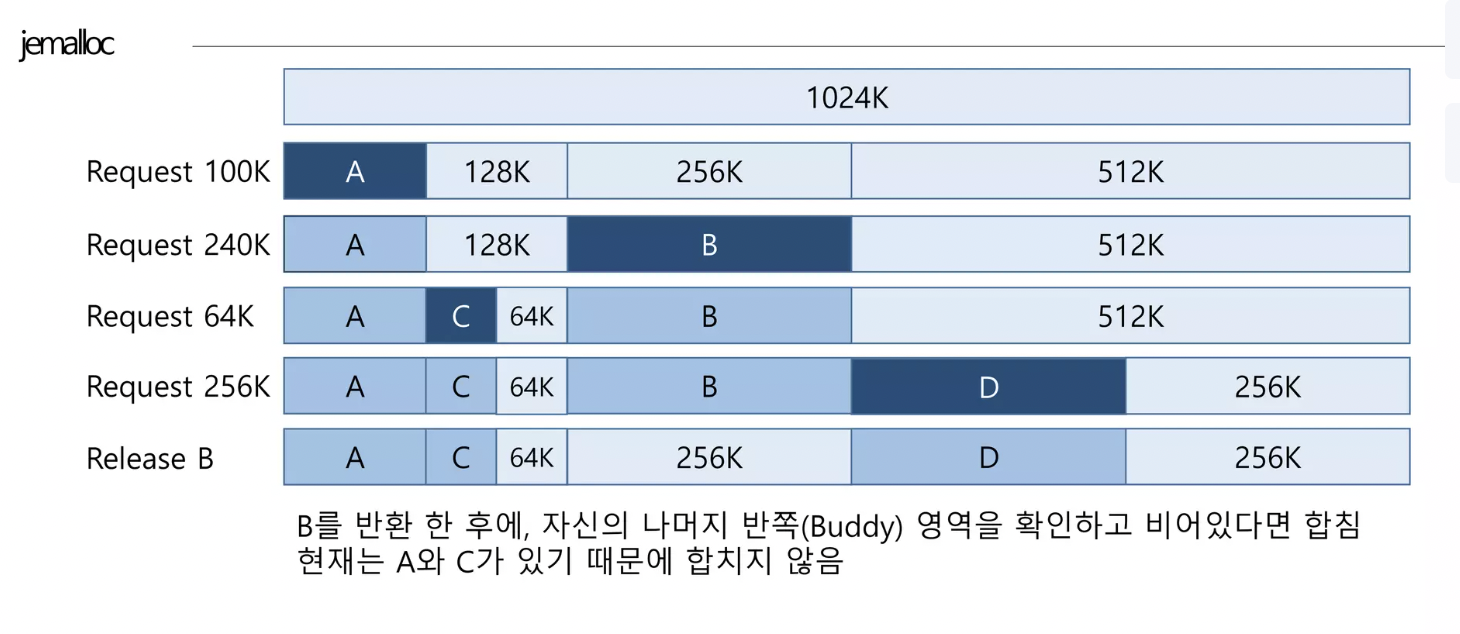 jemalloc
1024K
Request 100K A 128K 256K 512K
Request 240K A 128K B 512K
Request 64K A C 64K B 512K
Request 256K A C 64K B D 256K
Release B A C 64K 256K D 256K
B를 반환 한 후에, 자신의 나머지 반쪽(Buddy) 영역을 확인하고 비어있다면 합침
현재는 A와 C가 있기 때문에 합치지 않음